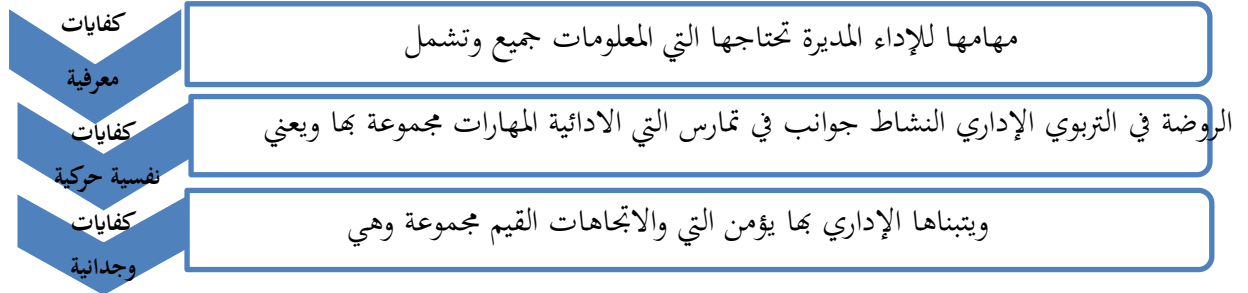 كفايات
معرفية
مهامها للإداء المديرة تحتاجها التي المعلومات جميع وتشمل
كفايات
نفسية حركية
الروضة في التربوي الإداري النشاط جوانب في تمارس التي الادائية المهارات مجموعة بها ويعني
كفايات
وجدانية
ويتبناها الإداري بها يؤمن التي والاتجاهات القيم مجموعة وهي